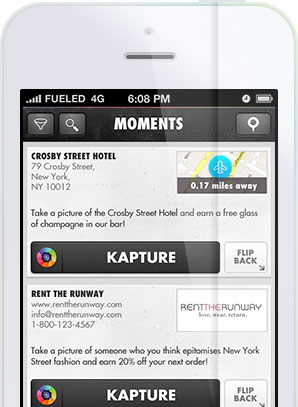 FUELED 4G 6:08 PM
MOMENTS
CROSBY STREET HOTEL
79 Crosby Street,
New York,
NY 10012
0.17 miles away
Take a picture of the Crosby Street Hotel and earn a free glass
of champagne in our bar!
KAPTURE
FLIP
BACK
RENT THE RUNWAY
www.renttherunway.com
info@renttherunway.com
1-800-123-4567
RENTTHERUNWAY
love. wear. return.
Take a picture of someone who you think epitamises New York
Street fashion and earn 20% off your next order!
KAPTURE
FLIP
BACK